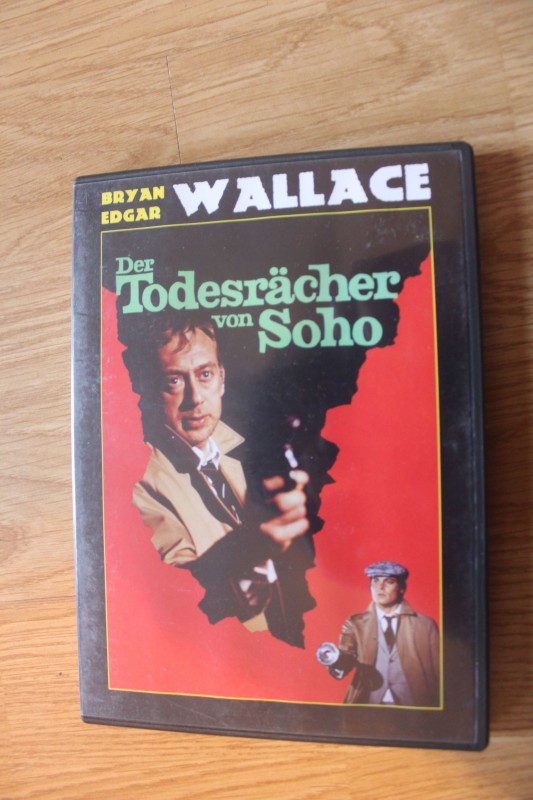 BRYAN
EDGAR WALLACE
Der
Todesrächer
von Soho